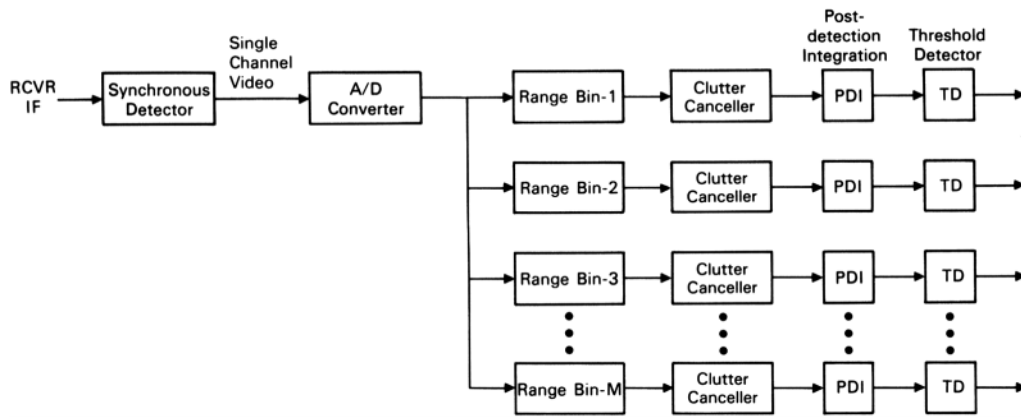 Post-
detection
Integration
Threshold
Detector
Single
Channel
Video
RCVR
IF
Synchronous
Detector
A/D
Converter
Range Bin-1
Clutter
Canceller
PDI
TD
Range Bin-2
Clutter
Canceller
PDI
TD
Range Bin-3
Clutter
Canceller
PDI
TD
Range Bin-M
Clutter
Canceller
PDI
TD